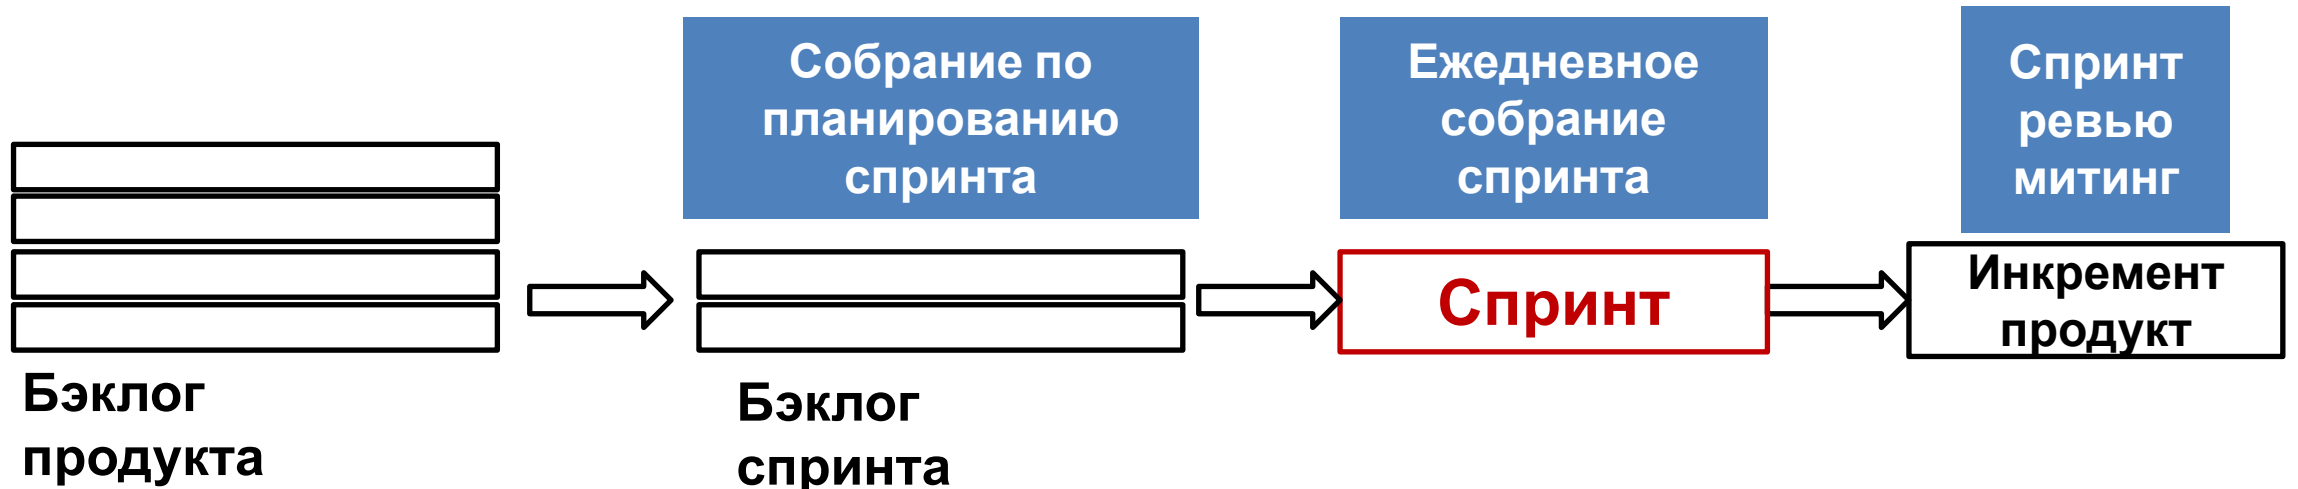 Собрание по
планированию
спринта
Ежедневное
собрание
спринта
Спринт
ревью
митинг
Спринт
Инкремент
продукт
Бэклог
продукта
Бэклог
спринта